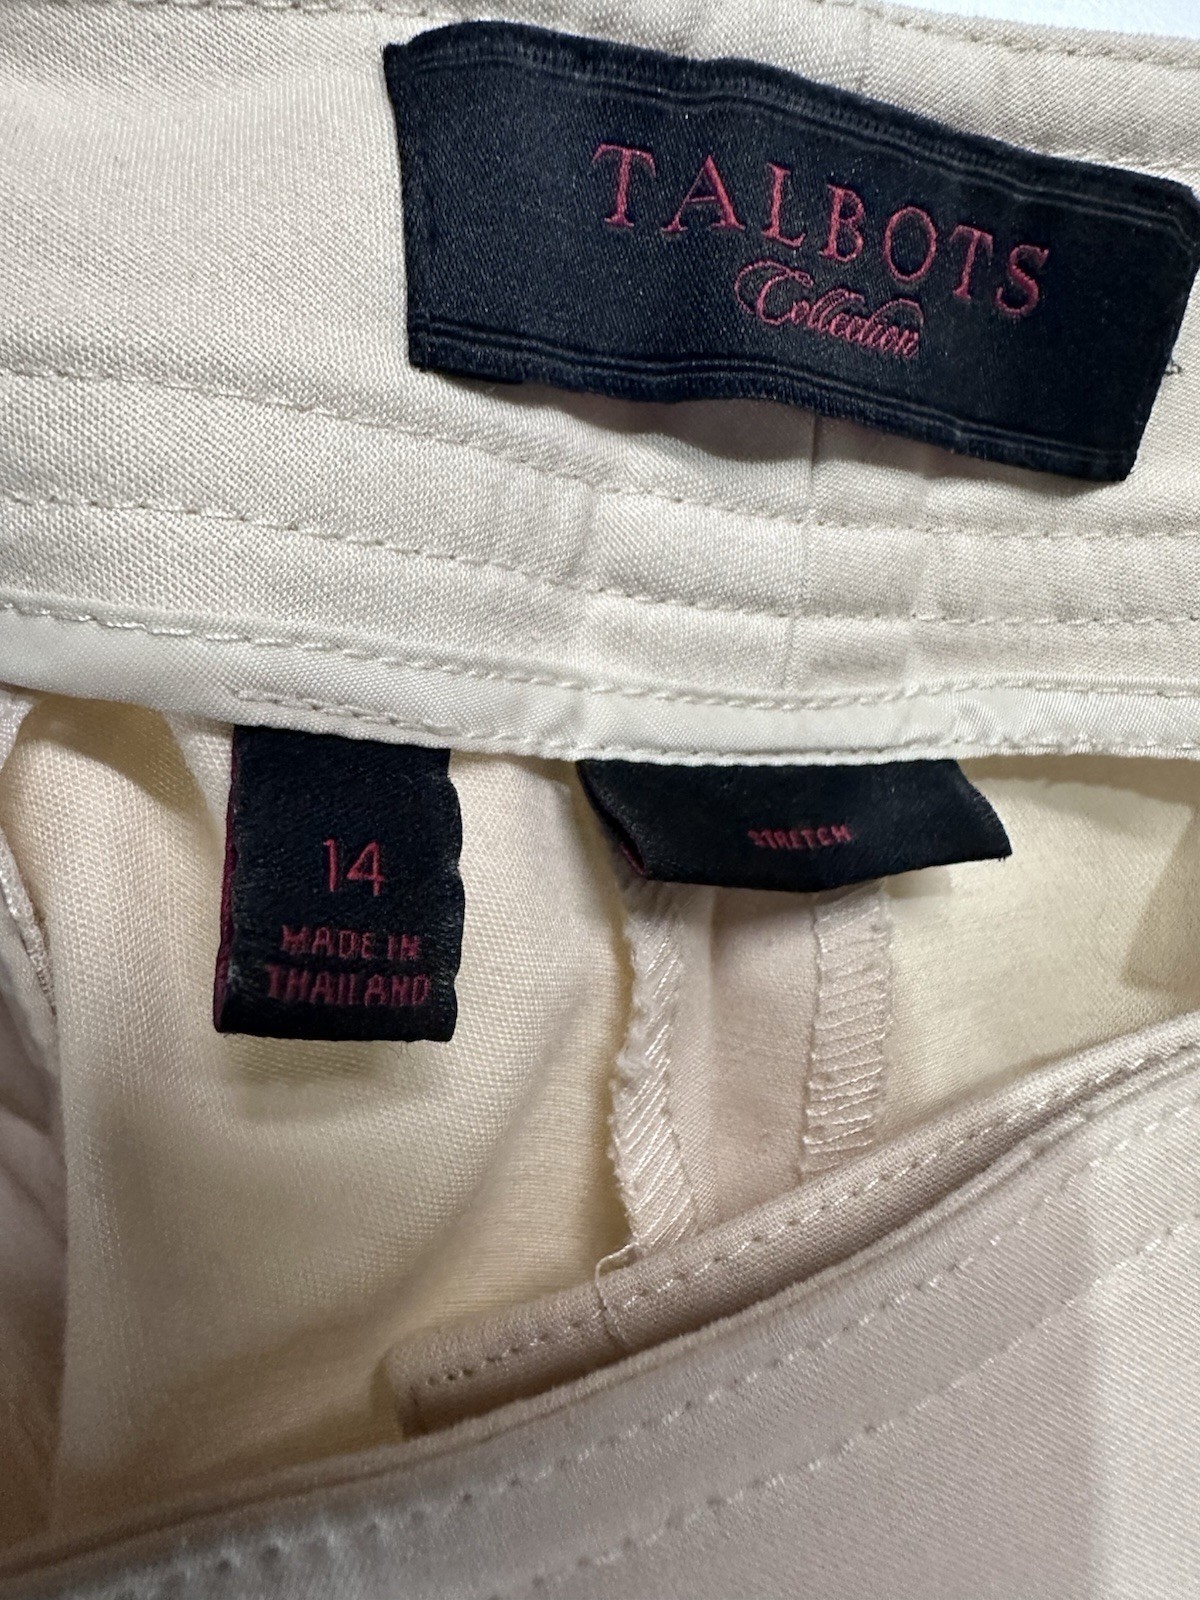 TALBOTS
Collection
14
MADE IN
THAILAND
STRETCH